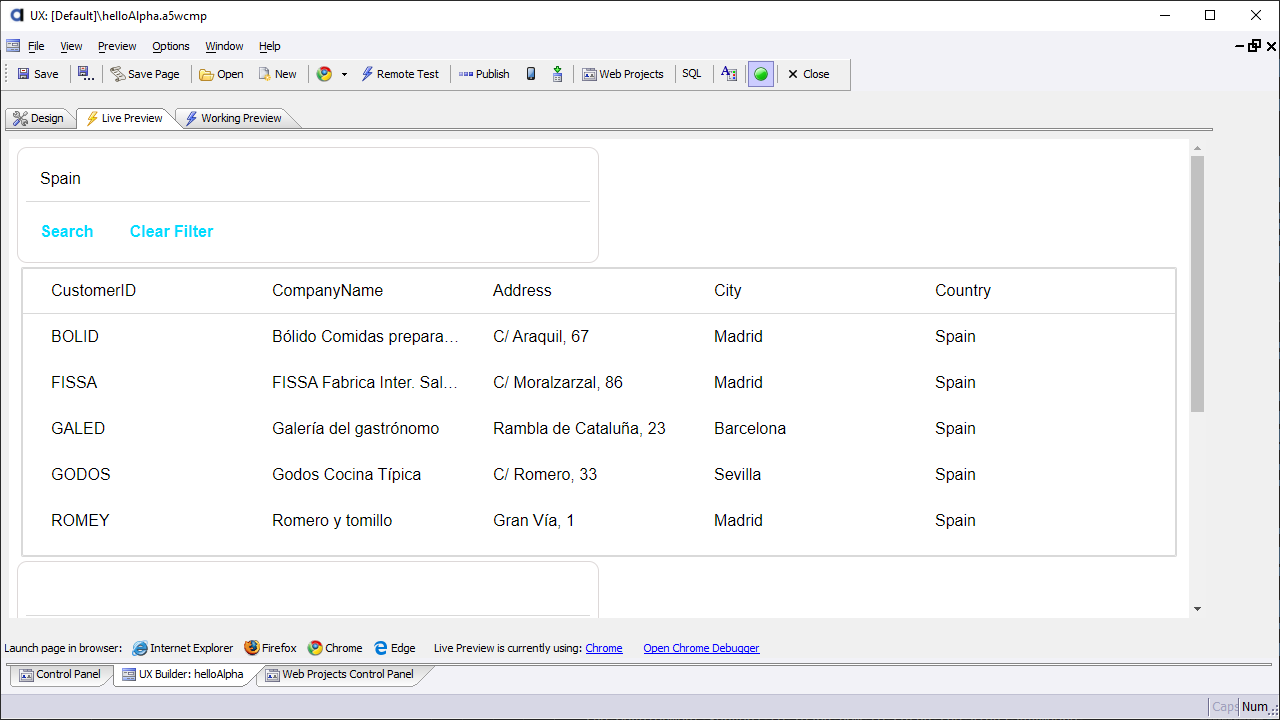 UX: [Default]\helloAlpha.a5wcmp
File View Preview Options Window Help
Save Save Page Open New Remote Test Publish Web Projects SQL Close
Design Live Preview Working Preview
Spain
Search Clear Filter
CustomerID CompanyName Address City Country
BOLID Bólido Comidas prepara... C/ Araquil, 67 Madrid Spain
FISSA FISSA Fabrica Inter. Sal... C/ Moralzarzal, 86 Madrid Spain
GALED Galería del gastrónomo Rambla de Cataluña, 23 Barcelona Spain
GODOS Godos Cocina Típica C/ Romero, 33 Sevilla Spain
ROMEY Romero y tomillo Gran Vía, 1 Madrid Spain
Launch page in browser: Internet Explorer Firefox Chrome Edge Live Preview is currently using: Chrome Open Chrome Debugger
Control Panel UX Builder: helloAlpha Web Projects Control Panel
Caps Num